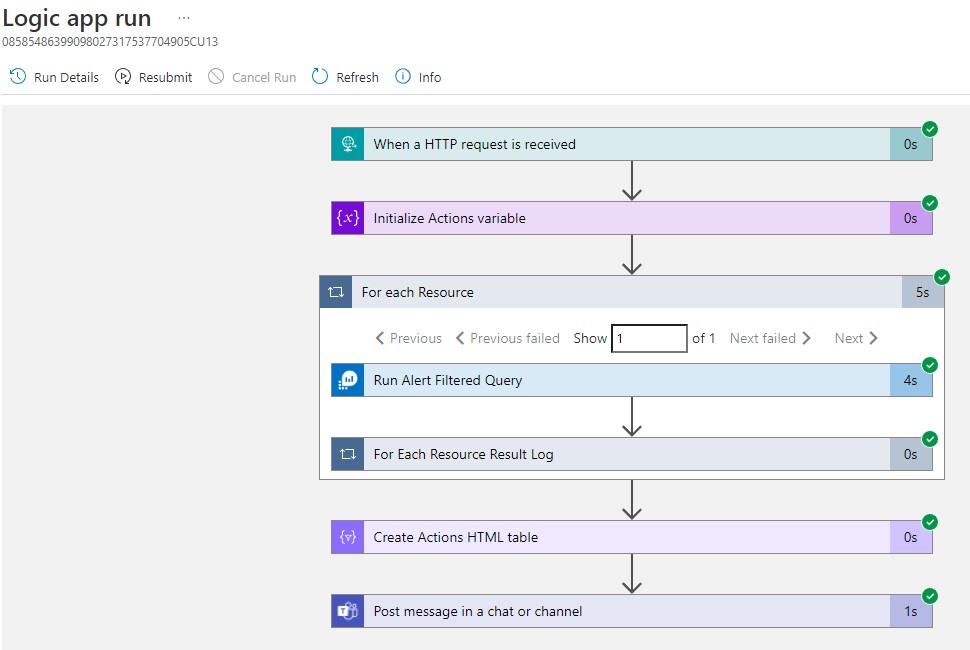 Logic app run ...
08585486399098027317537704905CU13
Run Details Resubmit Cancel Run Refresh Info
When a HTTP request is received 0s
{x} Initialize Actions variable 0s
For each Resource 5s
Previous Previous failed Show 1 of 1 Next failed Next
Run Alert Filtered Query 4s
For Each Resource Result Log 0s
Create Actions HTML table 0s
Post message in a chat or channel 1s